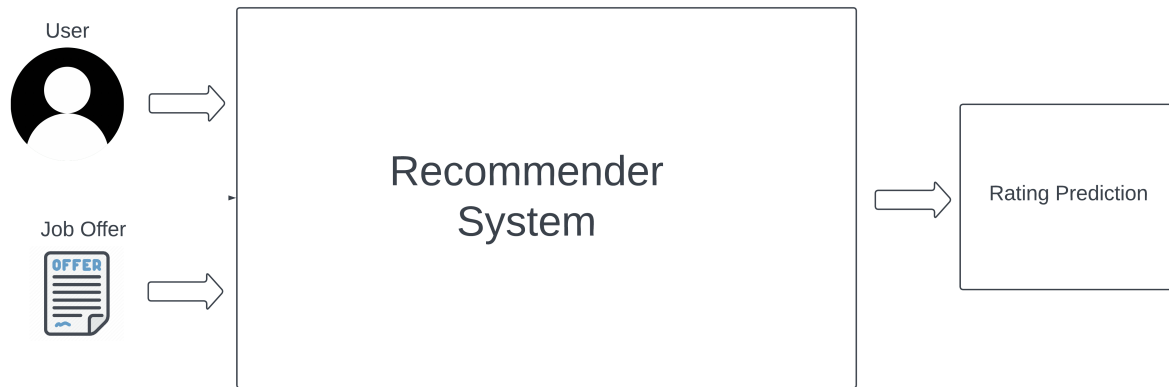 User
Recommender
System
Rating Prediction
Job Offer
OFFER